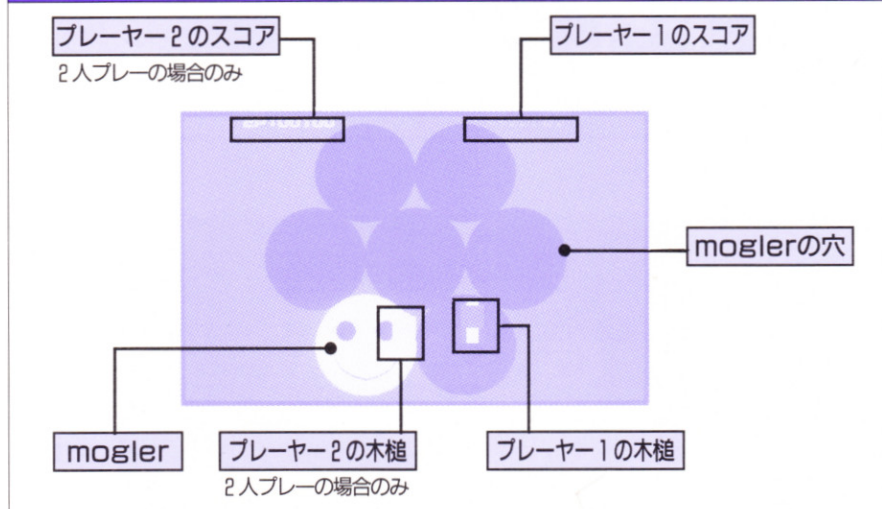 プレーヤー2のスコア
2人プレーの場合のみ
プレーヤー1のスコア
moglerの穴
mogler
プレーヤー2の木槌
2人プレーの場合のみ
プレーヤー1の木槌